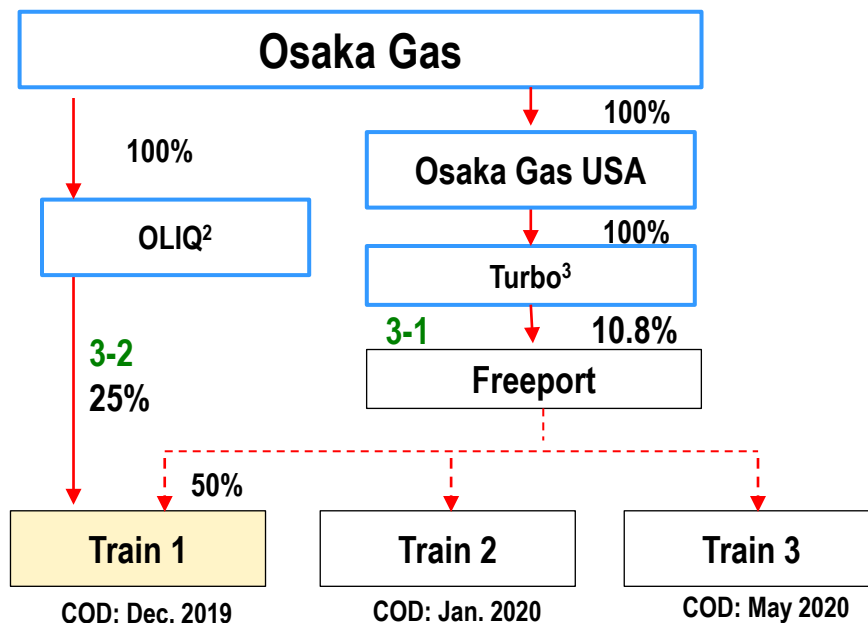 Osaka Gas
100%
100%
Osaka Gas USA
OLIQ²
100%
Turbo³
3-1
10.8%
3-2
25%
Freeport
50%
Train 1
Train 2
Train 3
COD: Dec. 2019
COD: Jan. 2020
COD: May 2020